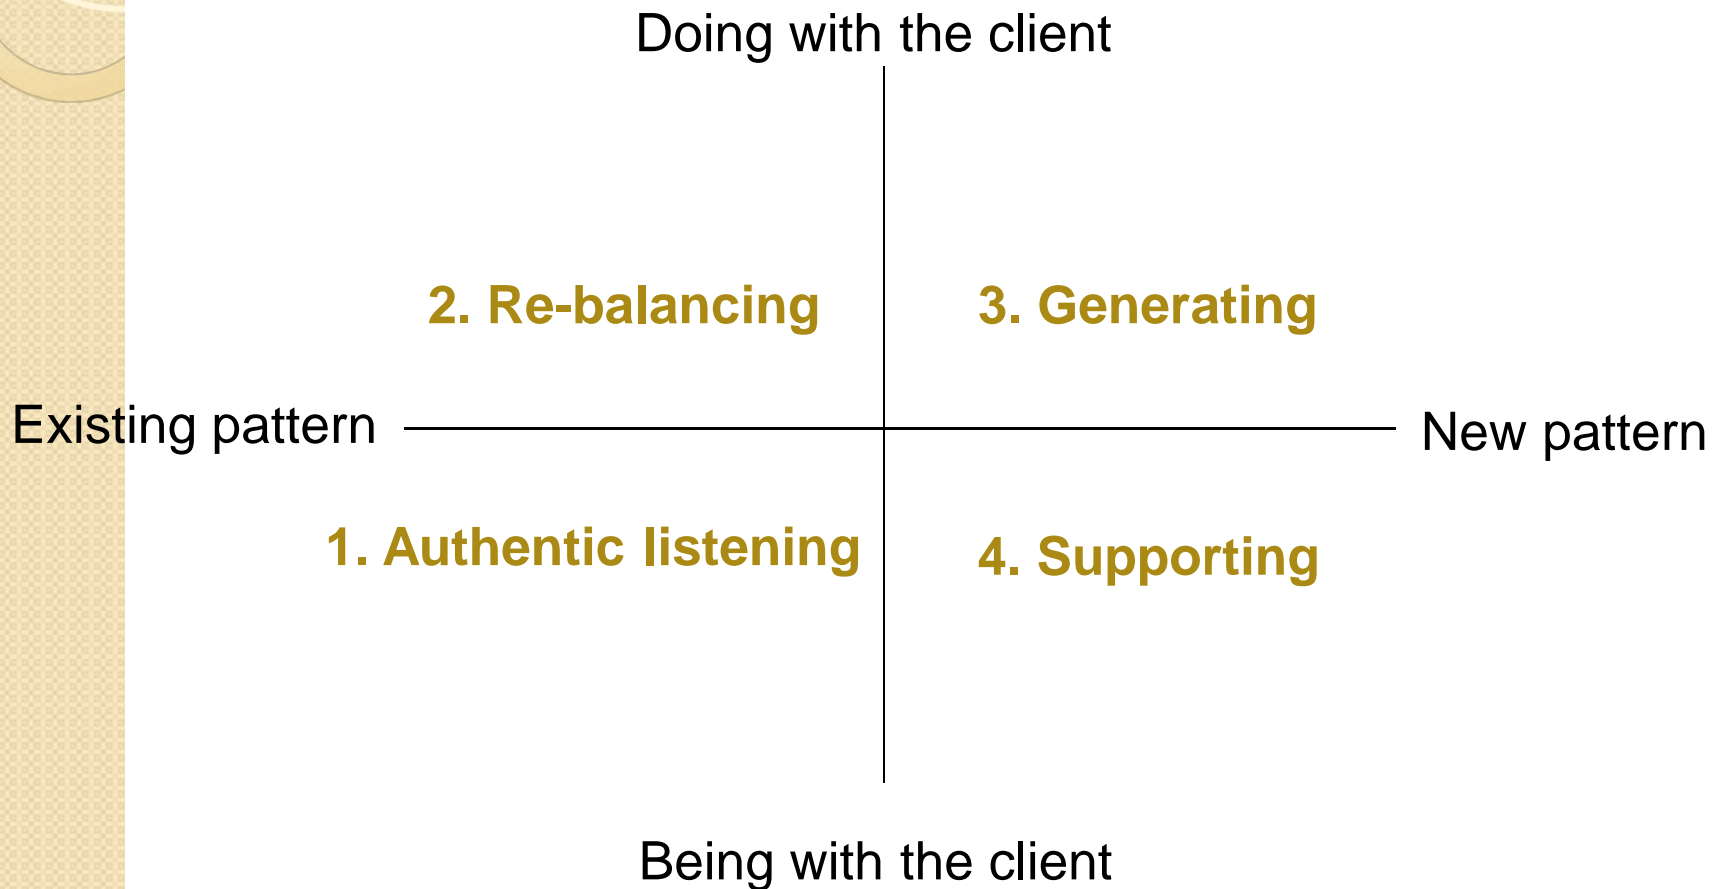 Doing with the client
2. Re-balancing
3. Generating
Existing pattern
New pattern
1. Authentic listening
4. Supporting
Being with the client